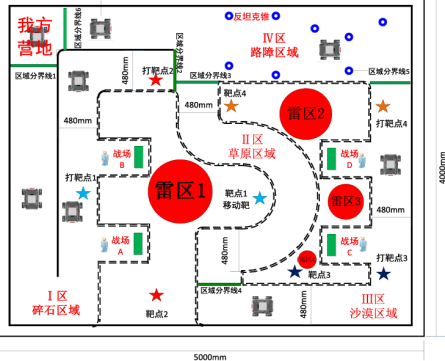 我方
营地
区域分界线6
反坦克锥
区域分界线2
IV区
路障区域
区域分界线1
480mm
打靶点2
区域分界线3
区域分界线5
480mm
480mm
靶点4
雷区2
打靶点4
战场
B
II区
草原区域
战场
D
打靶点1
雷区1
靶点1
移动靶
雷区3
480mm
战场
A
480mm
战场
C
打靶点3
靶点3
I区
碎石区域
靶点2
区域分界线4
480mm
III区
沙漠区域
4000mm
5000mm